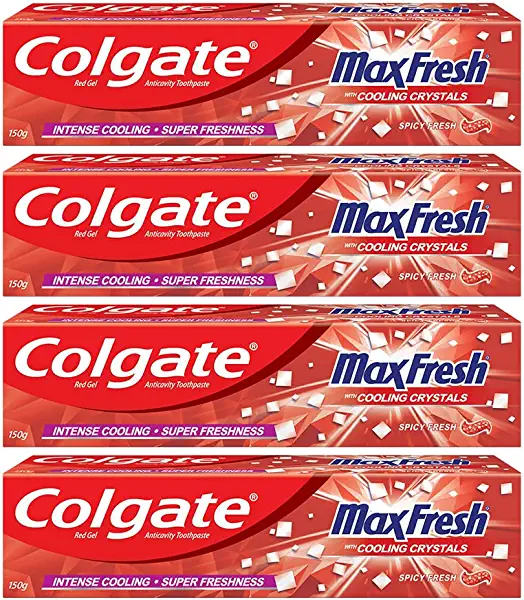 Colgate®
Red Gel Anticavity Toothpaste
MaxFresh
WITH COOLING CRYSTALS
SPICY FRESH
150g INTENSE COOLING • SUPER FRESHNESS
Colgate®
Red Gel Anticavity Toothpaste
MaxFresh
WITH COOLING CRYSTALS
SPICY FRESH
150g INTENSE COOLING • SUPER FRESHNESS
Colgate®
Red Gel Anticavity Toothpaste
MaxFresh
WITH COOLING CRYSTALS
SPICY FRESH
150g INTENSE COOLING • SUPER FRESHNESS
Colgate®
Red Gel Anticavity Toothpaste
MaxFresh
WITH COOLING CRYSTALS
SPICY FRESH
150g INTENSE COOLING • SUPER FRESHNESS